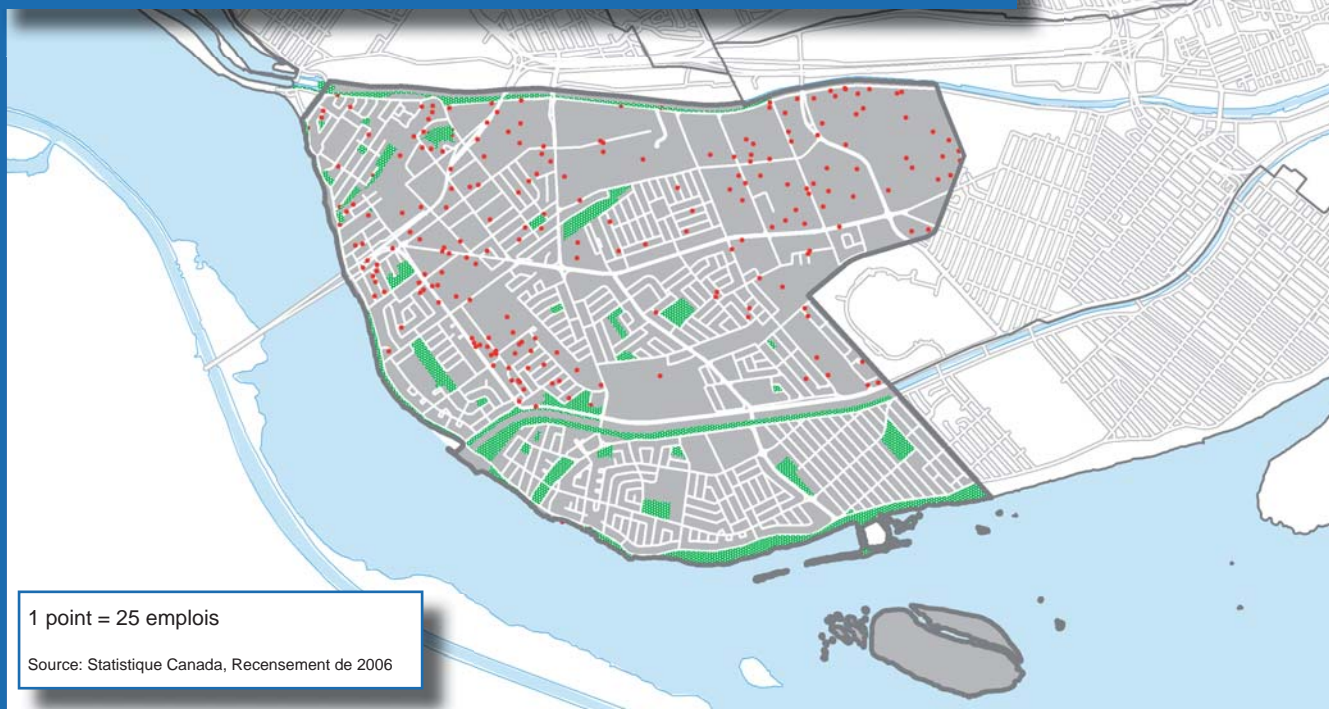 1 point = 25 emplois
Source: Statistique Canada, Recensement de 2006